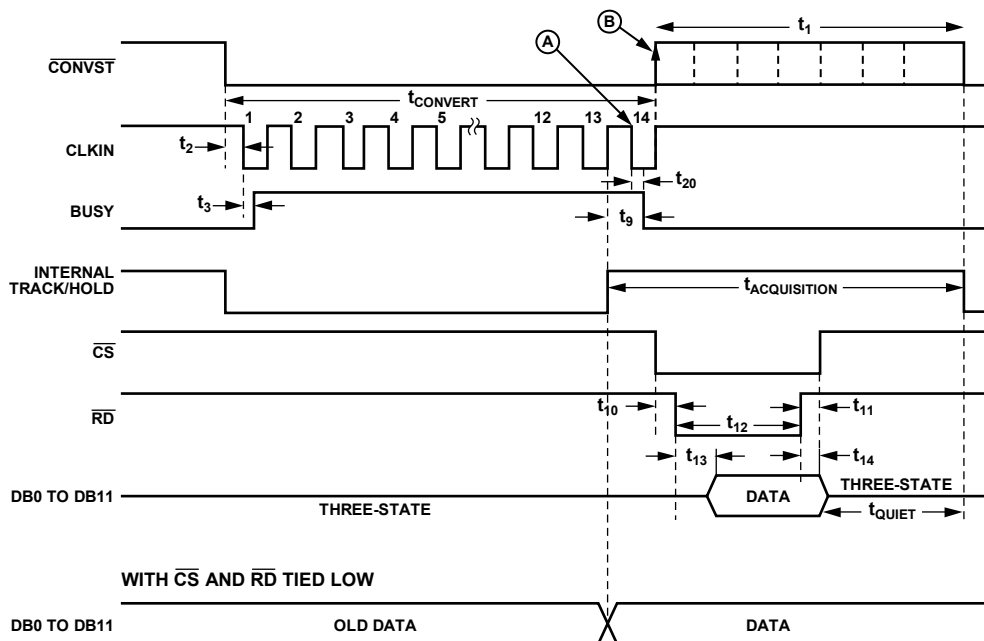 B
t1
A
CONVST
tCONVERT
1 2 3 4 5 12 13 14
CLKIN
t2
t20
t3
BUSY
t9
INTERNAL
TRACK/HOLD
tACQUISITION
CS
RD
t10
t12
t11
t13
t14
DB0 TO DB11
THREE-STATE
DATA
THREE-STATE
tQUIET
WITH CS AND RD TIED LOW
DB0 TO DB11
OLD DATA
DATA